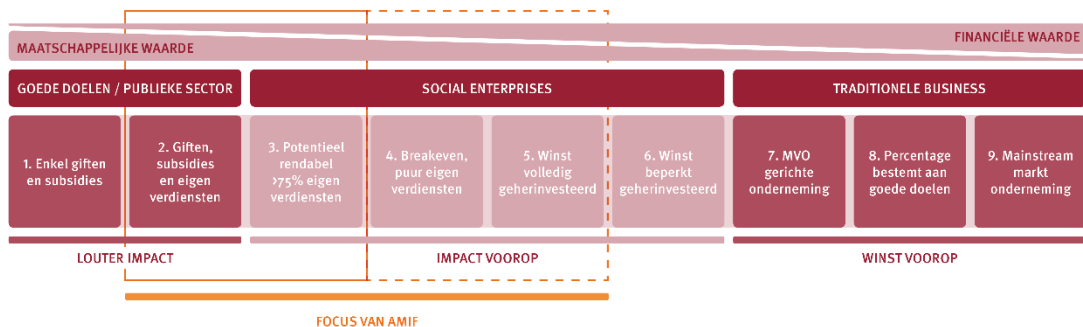 MAATSCHAPPELIJKE WAARDE
FINANCIËLE WAARDE
GOEDE DOELEN / PUBLIEKE SECTOR
SOCIAL ENTERPRISES
TRADITIONELE BUSINESS
1. Enkel giften
en subsidies
2. Giften,
subsidies
en eigen
verdiensten
3. Potentieel
rendabel
>75% eigen
verdiensten
4. Breakeven,
puur eigen
verdiensten
5. Winst
volledig
geherinvesteerd
6. Winst
beperkt
geherinvesteerd
7. MVO
gerichte
onderneming
8. Percentage
bestemt aan
goede doelen
9. Mainstream
markt
onderneming
LOUTER IMPACT
IMPACT VOOROP
WINST VOOROP
FOCUS VAN AMIF